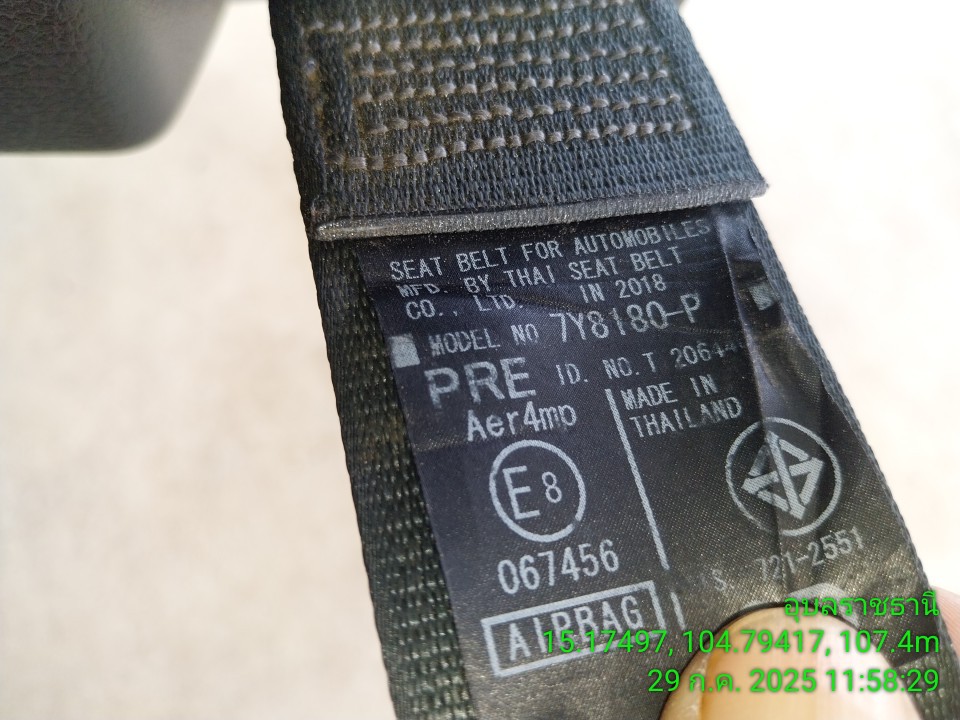 SEAT BELT FOR AUTOMOBILES
MFD. BY THAI SEAT BELT
CO., LTD. IN 2018
MODEL NO 7Y8180-P
PRE ID. NO. T
Aer4mp
MADE IN
THAILAND
E8
067456
721-2551
AIRBAG
อุบลราชธานี
15.17497, 104.79417, 107.4m
29 ก.ค. 2025 11:58:29